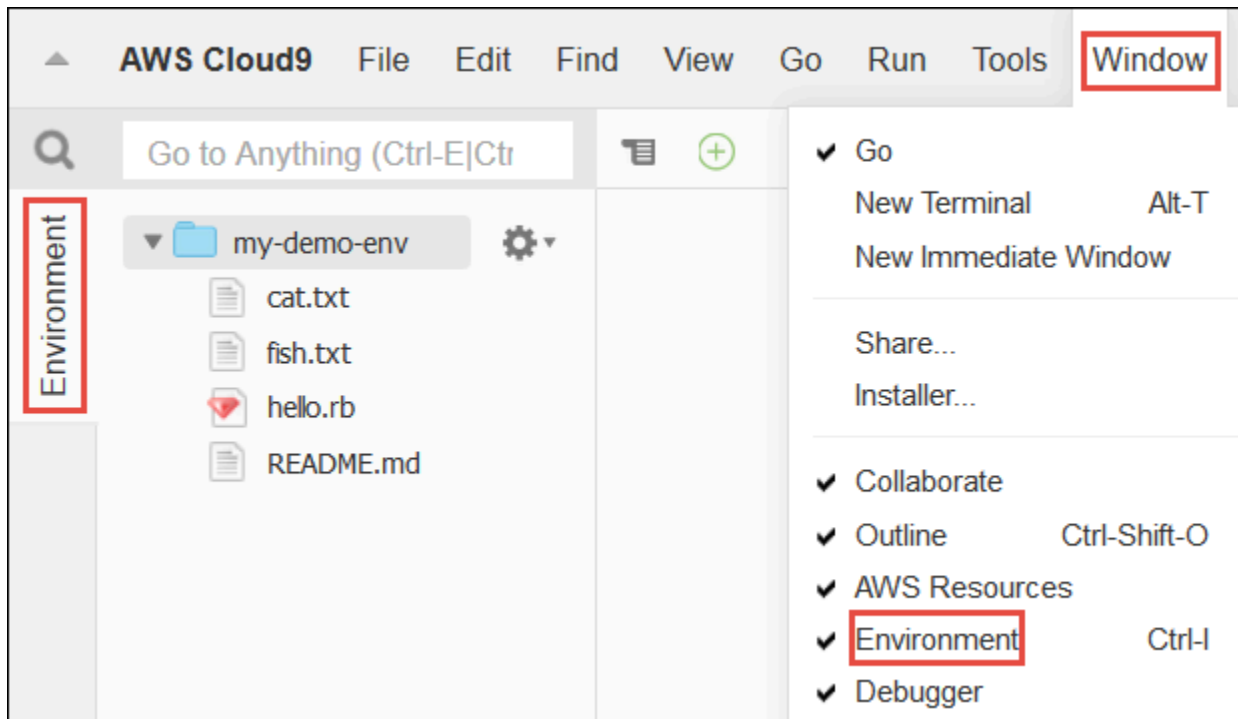 AWS Cloud9 File Edit Find View Go Run Tools Window
Go to Anything (Ctrl-E|Ctr
Environment
my-demo-env
cat.txt
fish.txt
hello.rb
README.md
Go
New Terminal Alt-T
New Immediate Window
Share...
Installer...
Collaborate
Outline Ctrl-Shift-O
AWS Resources
Environment Ctrl-I
Debugger